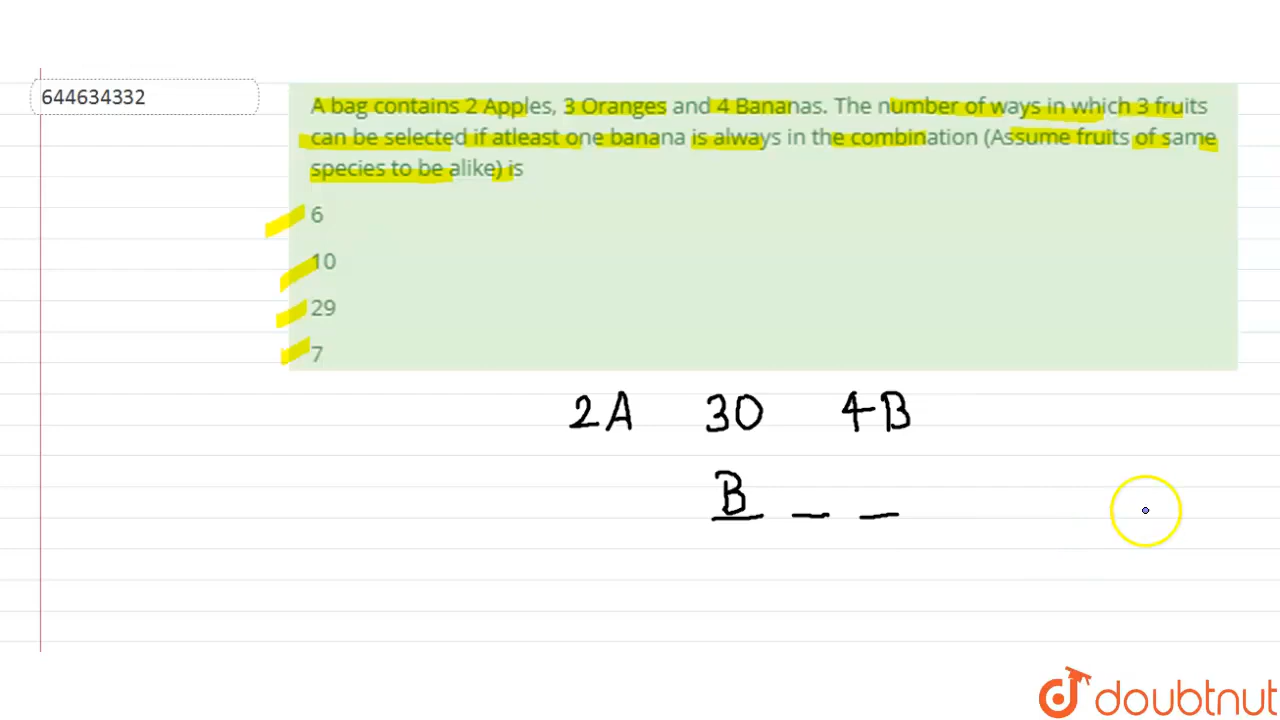 644634332
A bag contains 2 Apples, 3 Oranges and 4 Bananas. The number of ways in which 3 fruits
can be selected if atleast one banana is always in the combination (Assume fruits of same
species to be alike) is
6
10
29
7
2A 30 4B
B _ _
doubtnut